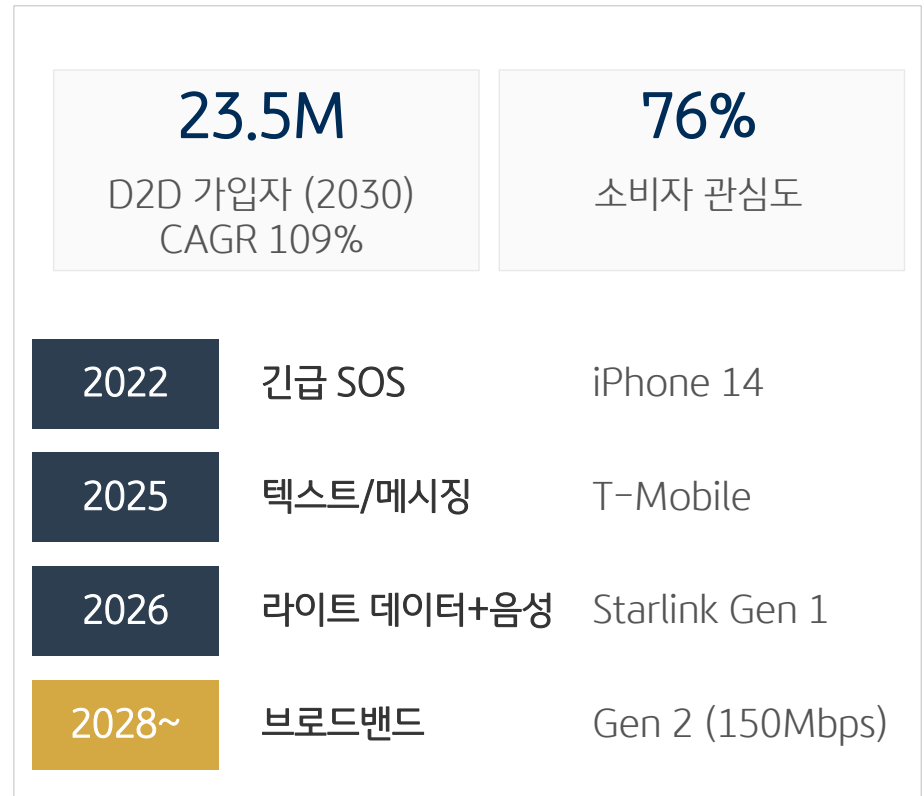 23.5M
D2D 가입자 (2030)
CAGR 109%
76%
소비자 관심도
2022 긴급 SOS iPhone 14
2025 텍스트/메시징 T-Mobile
2026 라이트 데이터+음성 Starlink Gen 1
2028~ 브로드밴드 Gen 2 (150Mbps)